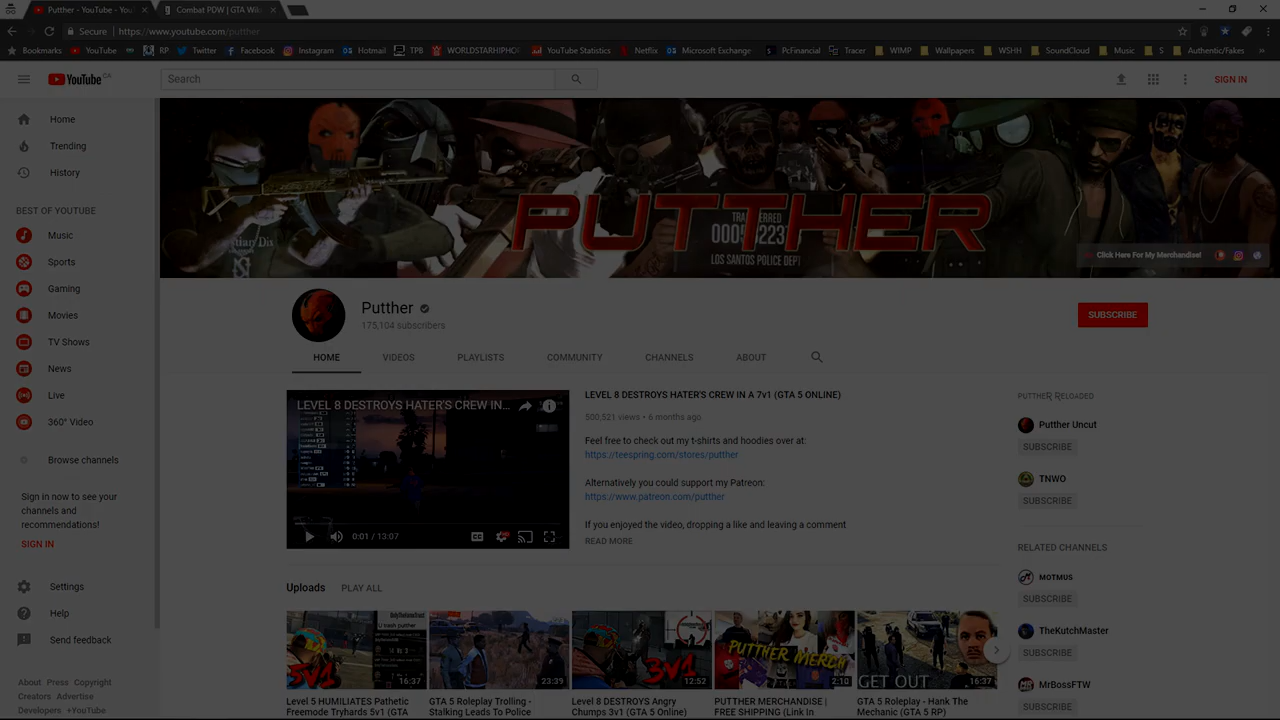 Putther - YouTube - You
Combat PDW | GTA Wiki
Secure
https://www.youtube.com/putther
Bookmarks
YouTube
RP
Twitter
Facebook
Instagram
Hotmail
TPB
WORLDSTARHIPHO
YouTube Statistics
Netflix
Microsoft Exchange
PcFinancial
Tracer
WIMP
Wallpapers
WSHH
SoundCloud
Music
S
Authentic/Fakes
YouTube CA
Search
SIGN IN
Home
Trending
History
BEST OF YOUTUBE
Music
Sports
Gaming
Movies
TV Shows
News
Live
360° Video
Browse channels
Sign in now to see your
channels and
recommendations!
SIGN IN
Settings
Help
Send feedback
About Press Copyright
Creators Advertise
Developers +YouTube
PUTTHER
LOS SANTOS POLICE DEPT
Click Here For My Merchandise!
Putther
175,104 subscribers
SUBSCRIBE
HOME
VIDEOS
PLAYLISTS
COMMUNITY
CHANNELS
ABOUT
LEVEL 8 DESTROYS HATER'S CREW IN...
0:01 / 13:07
LEVEL 8 DESTROYS HATER'S CREW IN A 7v1 (GTA 5 ONLINE)
500,521 views • 6 months ago
Feel free to check out my t-shirts and hoodies over at:
https://teespring.com/stores/putther
Alternatively you could support my Patreon:
https://www.patreon.com/putther
If you enjoyed the video, dropping a like and leaving a comment
READ MORE
PUTTHER RELOADED
Putther Uncut
SUBSCRIBE
TNWO
SUBSCRIBE
RELATED CHANNELS
MOTMUS
SUBSCRIBE
TheKutchMaster
SUBSCRIBE
MrBossFTW
SUBSCRIBE
Uploads
PLAY ALL
5V1
16:37
23:39
3V1
12:52
PUTTHER MERCH
2:10
GET OUT
16:37
Level 5 HUMILIATES Pathetic
Freemode Tryhards 5v1 (GTA
GTA 5 Roleplay Trolling -
Stalking Leads To Police
Level 8 DESTROYS Angry
Chumps 3v1 (GTA 5 Online)
PUTTHER MERCHANDISE |
FREE SHIPPING (Link In
GTA 5 Roleplay - Hank The
Mechanic (GTA 5 RP)